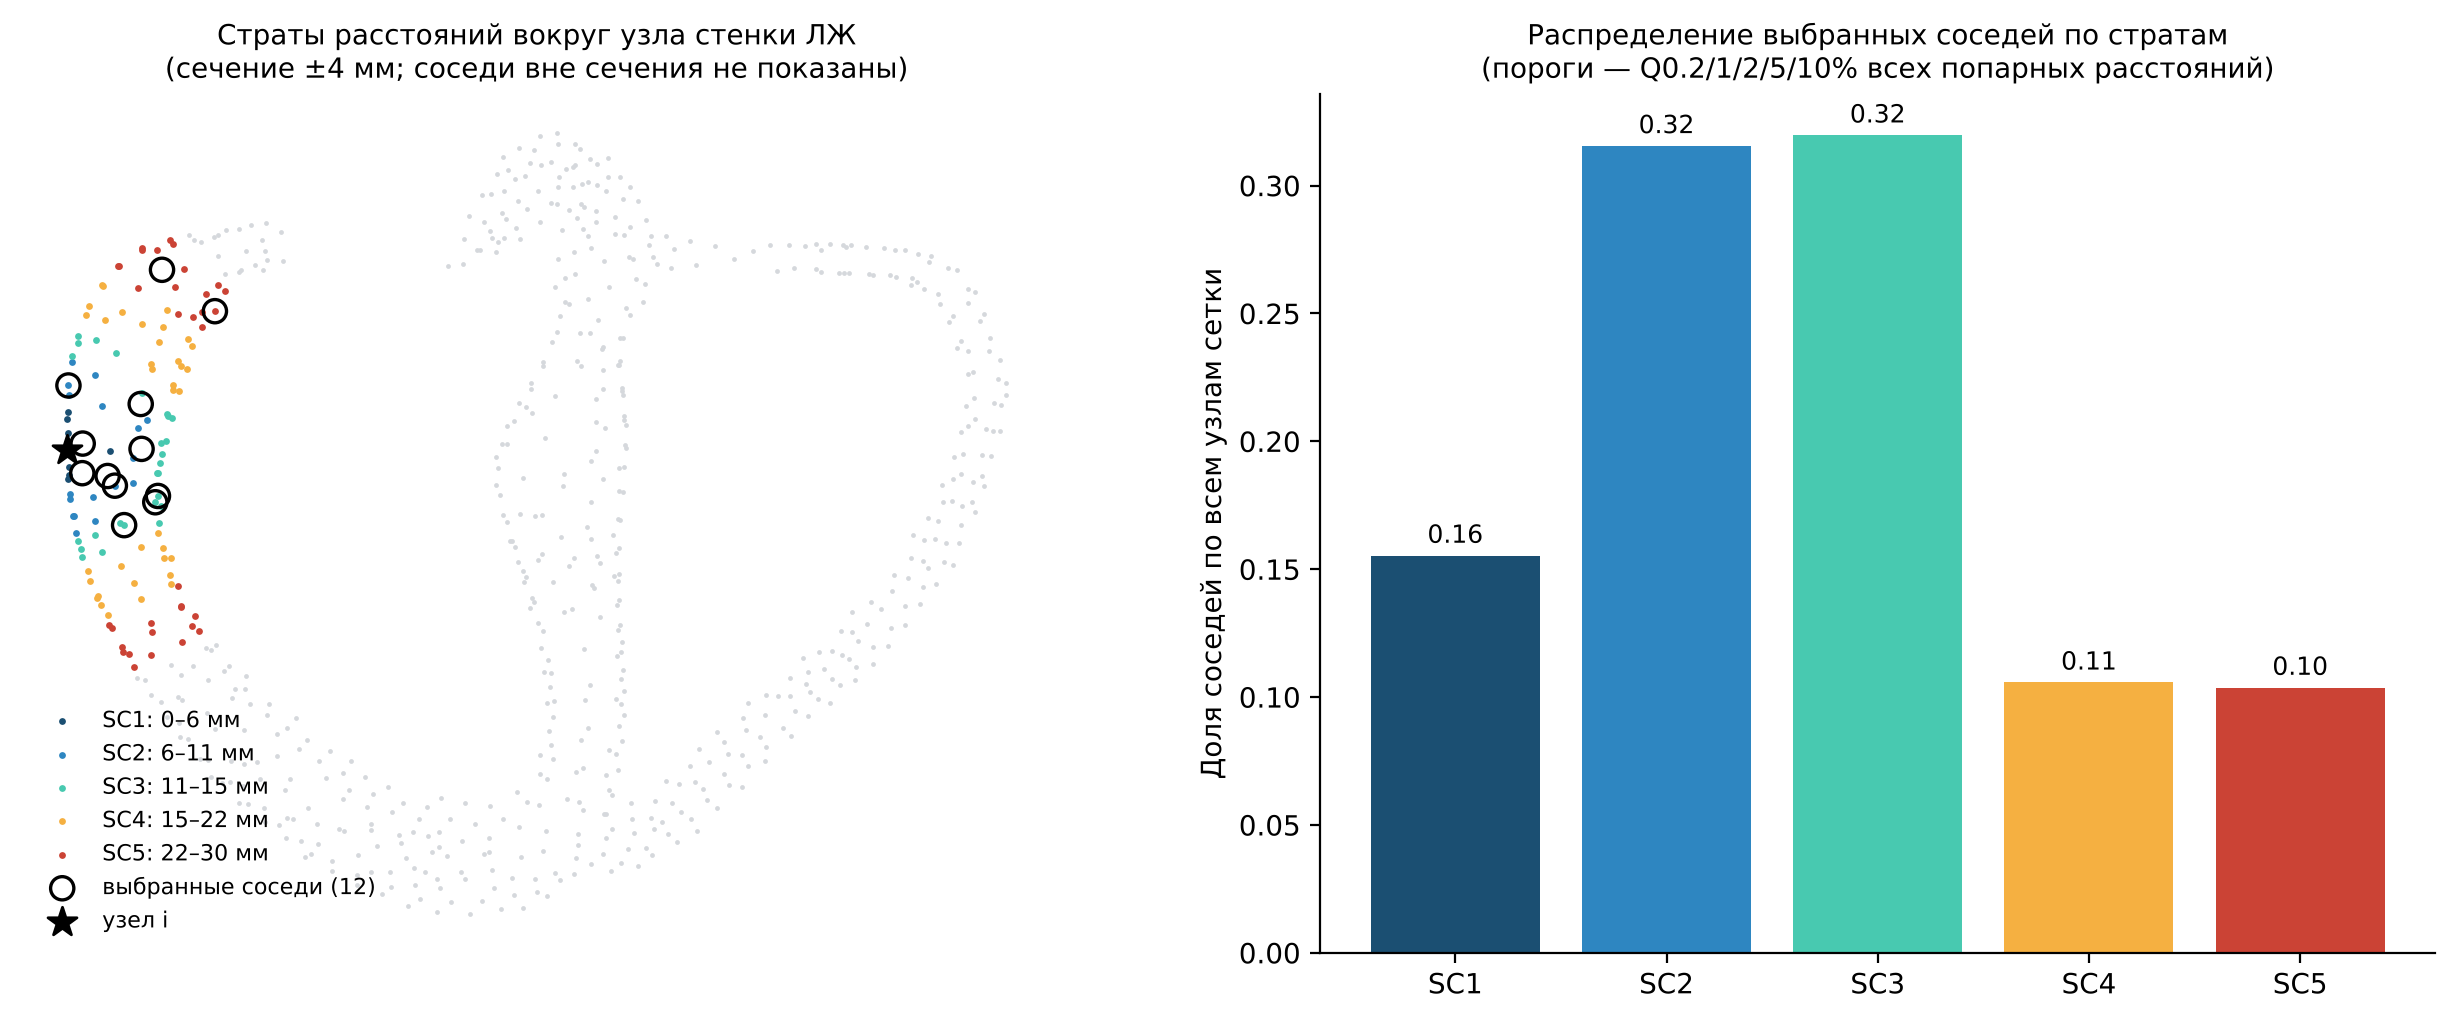 Страты расстояний вокруг узла стенки ЛЖ
(сечение ±4 мм; соседи вне сечения не показаны)
SC1: 0–6 мм
SC2: 6–11 мм
SC3: 11–15 мм
SC4: 15–22 мм
SC5: 22–30 мм
выбранные соседи (12)
узел i
Распределение выбранных соседей по стратам
(пороги — Q0.2/1/2/5/10% всех попарных расстояний)
Доля соседей по всем узлам сетки
0.30
0.25
0.20
0.15
0.10
0.05
0.00
0.16
0.32
0.32
0.11
0.10
SC1
SC2
SC3
SC4
SC5